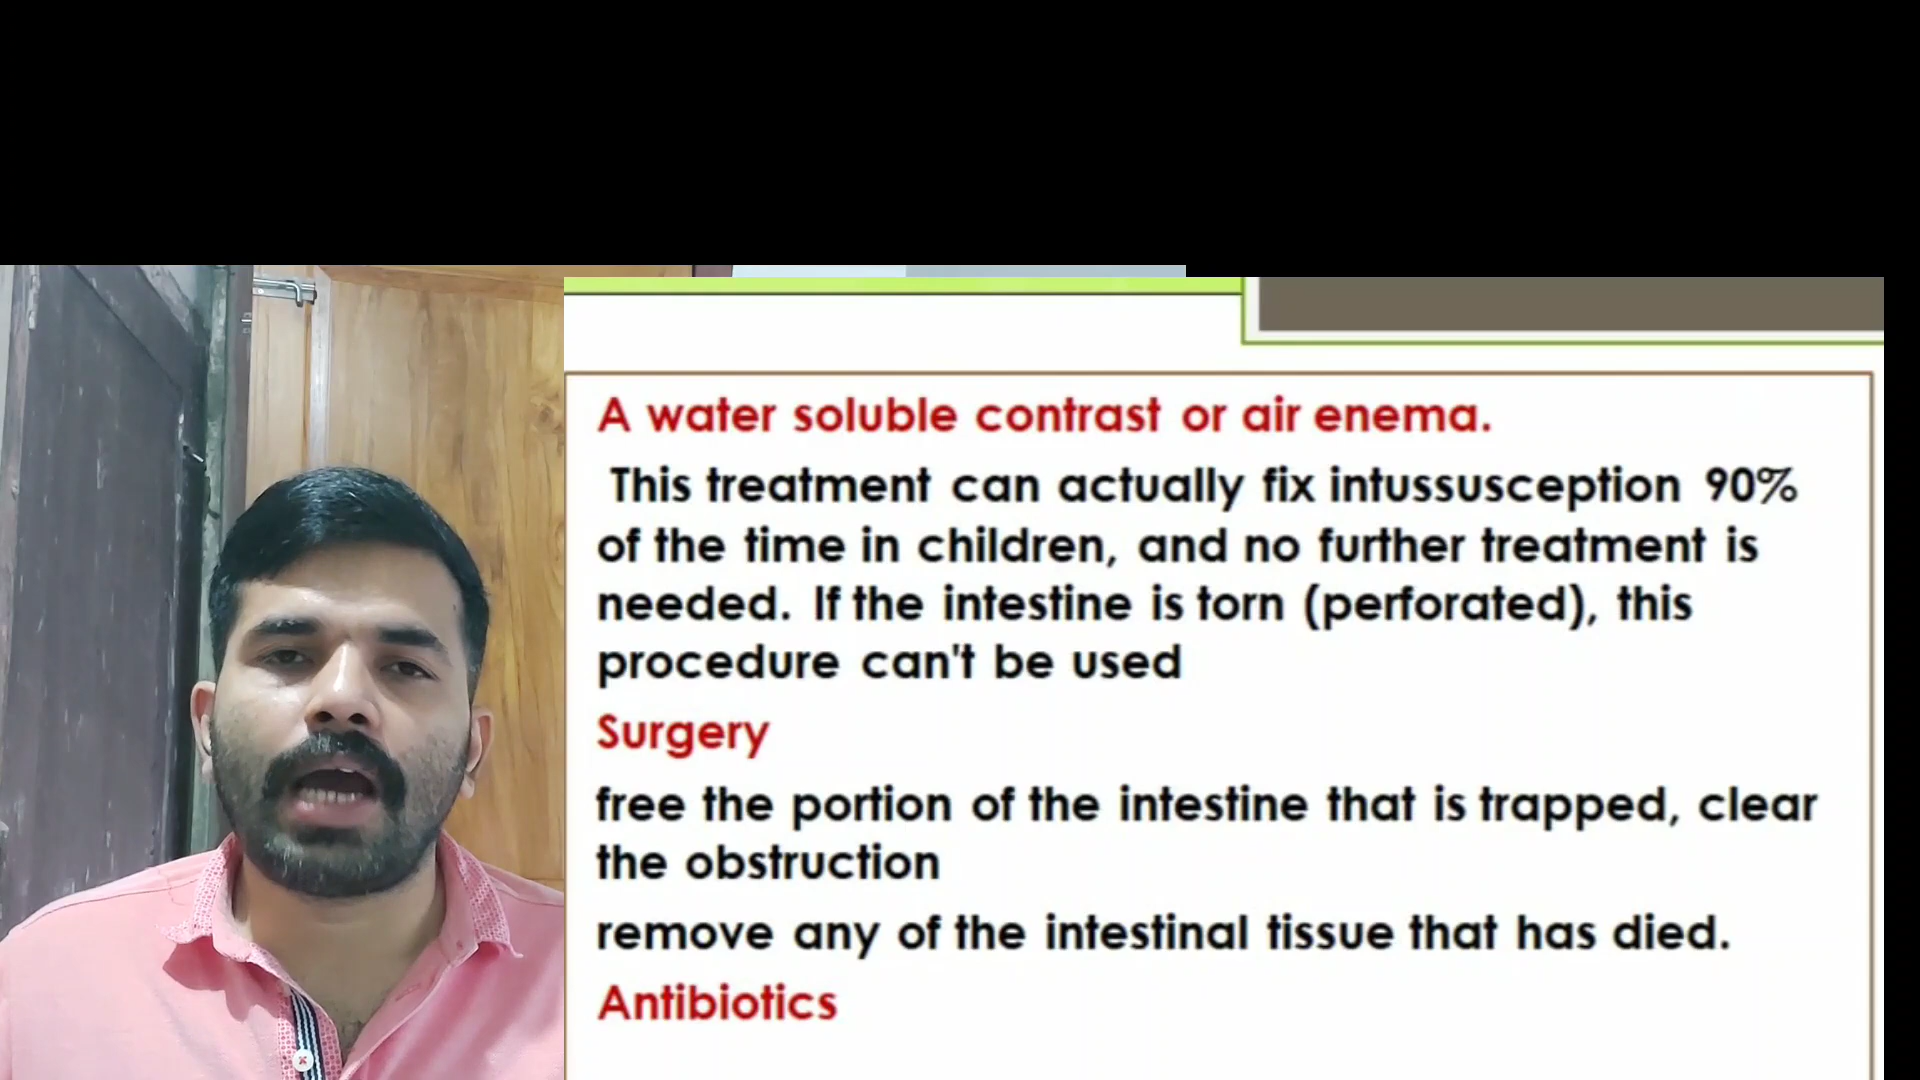 A water soluble contrast or air enema.
This treatment can actually fix intussusception 90%
of the time in children, and no further treatment is
needed. If the intestine is torn (perforated), this
procedure can't be used
Surgery
free the portion of the intestine that is trapped, clear
the obstruction
remove any of the intestinal tissue that has died.
Antibiotics